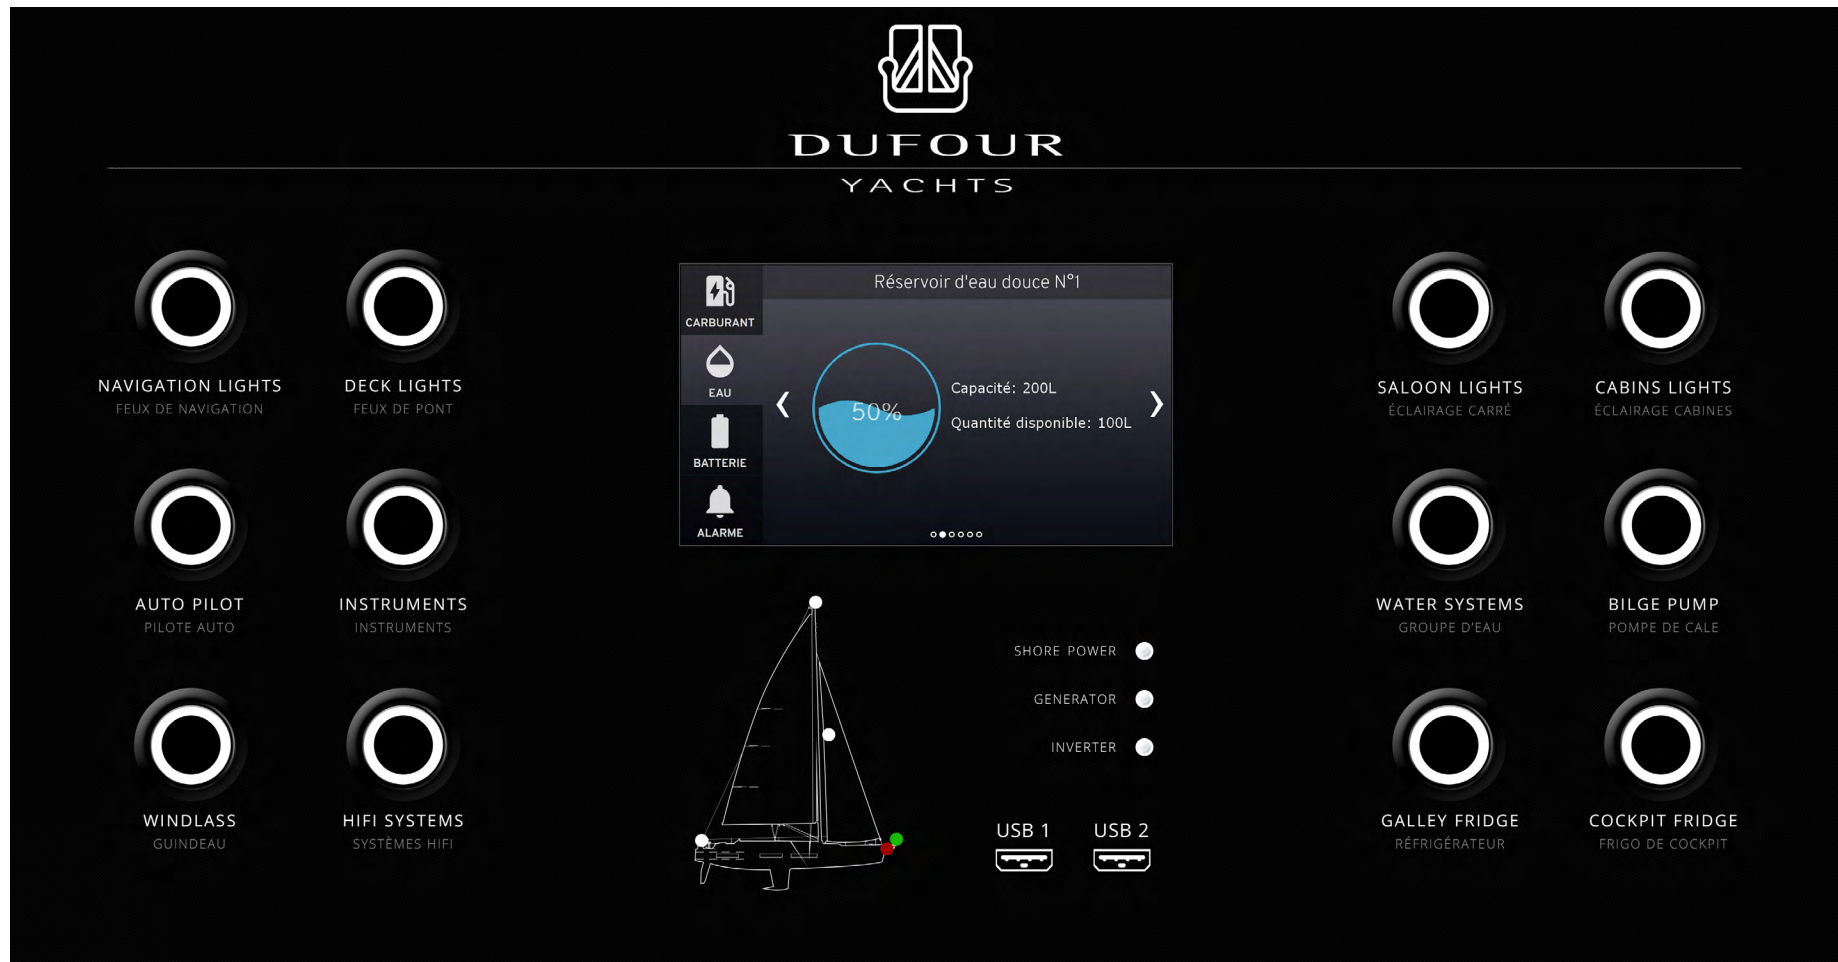 DUFOUR
YACHTS
NAVIGATION LIGHTS
FEUX DE NAVIGATION
DECK LIGHTS
FEUX DE PONT
AUTO PILOT
PILOTE AUTO
INSTRUMENTS
INSTRUMENTS
WINDLASS
GUINDEAU
HIFI SYSTEMS
SYSTÈMES HIFI
CARBURANT
EAU
BATTERIE
ALARME
Réservoir d'eau douce N°1
50%
Capacité: 200L
Quantité disponible: 100L
SHORE POWER
GENERATOR
INVERTER
USB 1
USB 2
SALOON LIGHTS
ÉCLAIRAGE CARRÉ
CABINS LIGHTS
ÉCLAIRAGE CABINES
WATER SYSTEMS
GROUPE D'EAU
BILGE PUMP
POMPE DE CALE
GALLEY FRIDGE
RÉFRIGÉRATEUR
COCKPIT FRIDGE
FRIGO DE COCKPIT